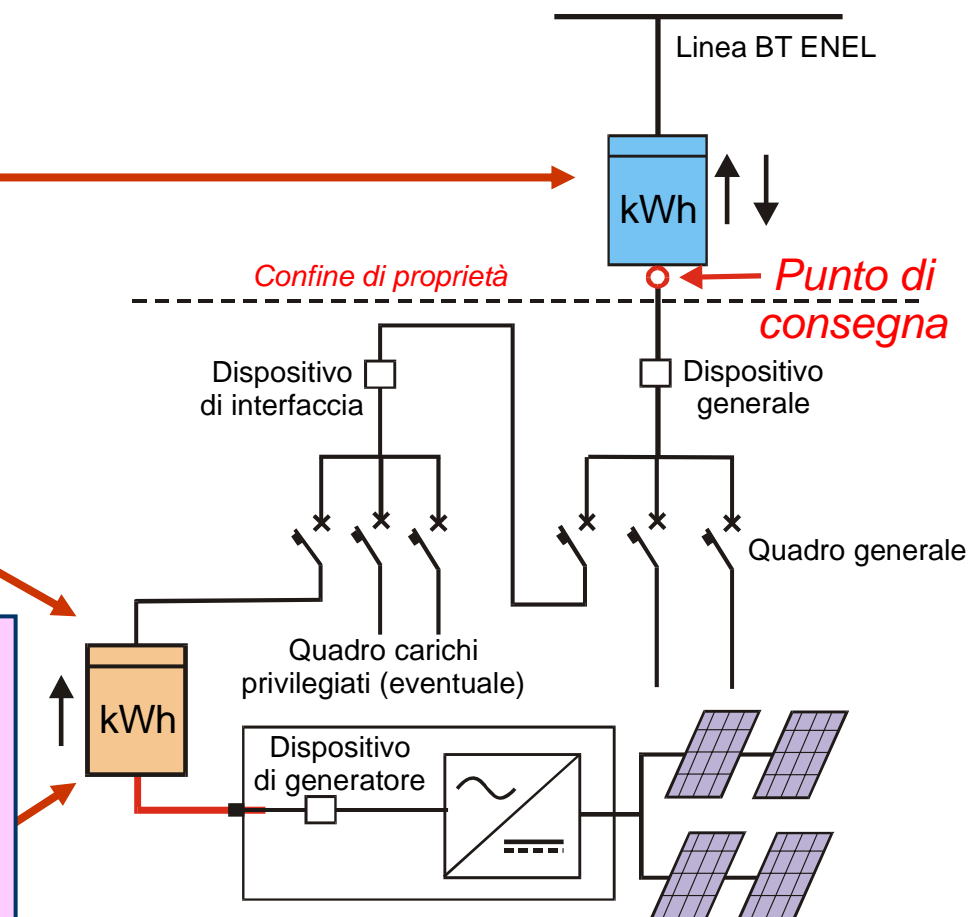 Linea BT ENEL
kWh
Confine di proprietà
Punto di
consegna
Dispositivo
di interfaccia
Dispositivo
generale
Quadro generale
Quadro carichi
privilegiati (eventuale)
kWh
Dispositivo
di generatore